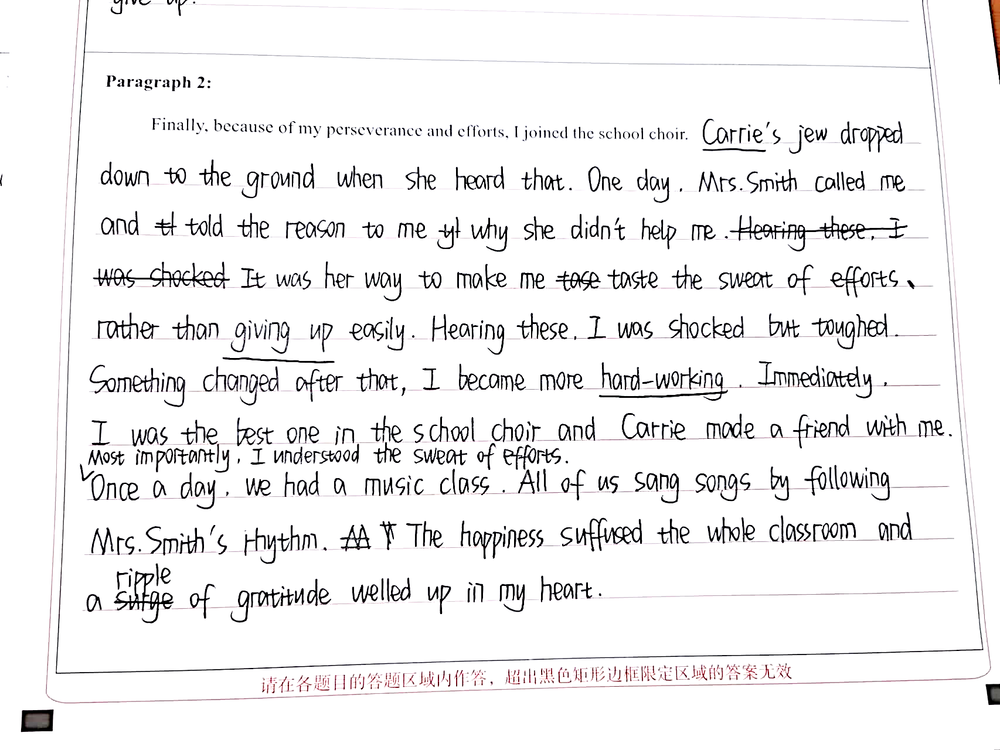 give up.
Paragraph 2:
Finally, because of my perseverance and efforts, I joined the school choir. Carrie's jew dropped
down to the ground when she heard that. One day, Mrs. Smith called me
and told the reason to me why she didn't help me. Hearing these, I
was shocked It was her way to make me tase taste the sweat of efforts,
rather than giving up easily. Hearing these, I was shocked but toughed.
Something changed after that, I became more hard-working. Immediately,
I was the best one in the school choir and Carrie made a friend with me.
Most importantly, I understood the sweat of efforts.
Once a day, we had a music class. All of us sang songs by following
Mrs. Smith's rhythm. The happiness suffused the whole classroom and
ripple
a surge of gratitude welled up in my heart.
请在各题目的答题区域内作答，超出黑色矩形边框限定区域的答案无效